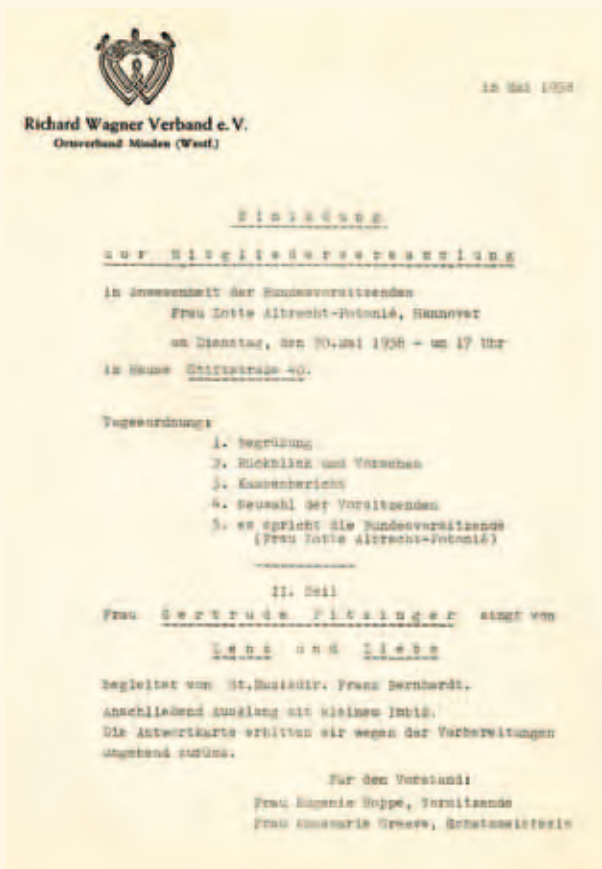 Richard Wagner Verband e. V.
Ortsverband Minden (Westf.)
im Mai 1958
Einladung
zur Mitgliederversammlung
in Anwesenheit der Bundesvorsitzenden
Frau Lotte Albrecht-Potonié, Hannover
am Dienstag, den Mai 1958 - um 17 Uhr
im Hause Stiftstraße 40.
Tagesordnung:
1. Begrüßung
2. Rückblick und Vorschau
3. Kassenbericht
4. Neuwahl der Vorsitzenden
5. es spricht die Bundesvorsitzende
(Frau Lotte Albrecht-Potonié)
II. Teil
Frau Gertrude Pitzinger singt von
Lenz und Liebe
begleitet von St.Musikdir. Franz Bernhardt.
Anschließend Ausklang mit kleinem Imbiß.
Die Antwortkarte erbitten wir wegen der Vorbereitungen
umgehend zurück.
Für den Vorstand:
Frau Eugenie Hoppe, Vorsitzende
Frau Annemarie Greeve, Schatzmeisterin